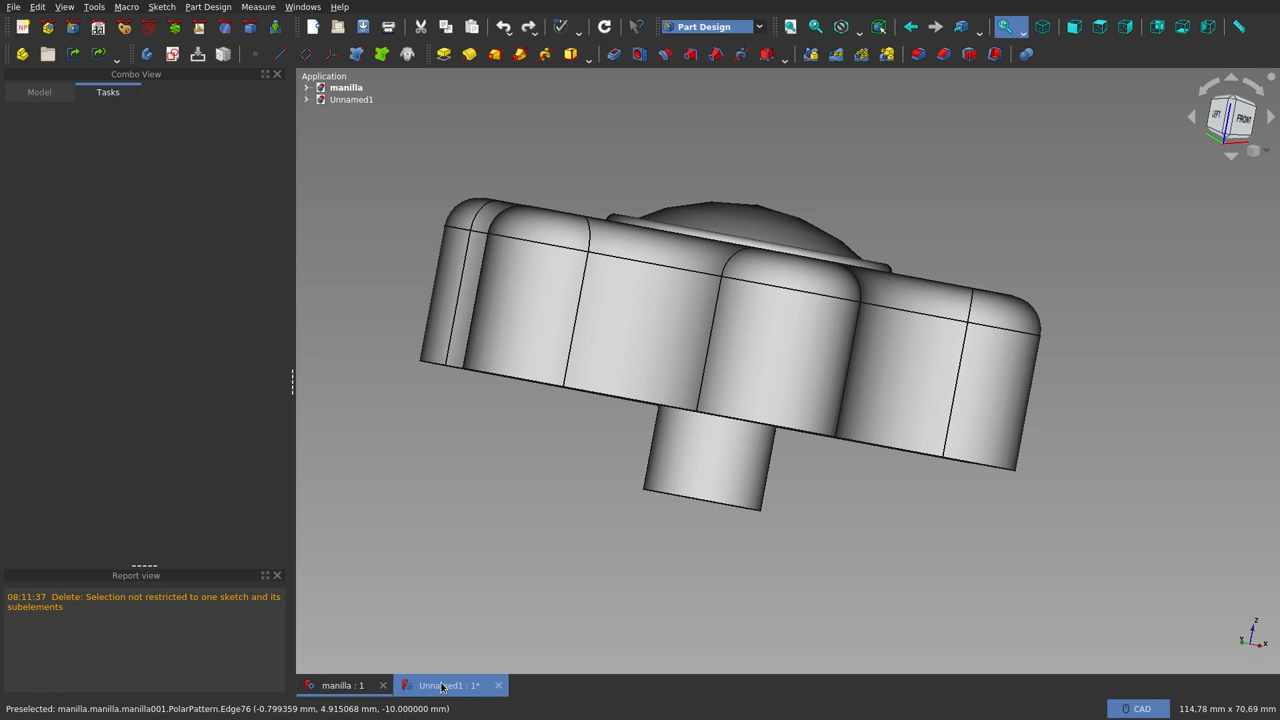 File Edit View Tools Macro Sketch Part Design Measure Windows Help
Part Design
Combo View
Model Tasks
Application
manilla
Unnamed1
LEFT FRONT
Report view
08:11:37 Delete: Selection not restricted to one sketch and its
subelements
Z
Y X
manilla : 1 Unnamed1 : 1*
Preselected: manilla.manilla.manilla001.PolarPattern.Edge76 (-0.799359 mm, 4.915068 mm, -10.000000 mm) CAD 114,78 mm x 70,69 mm